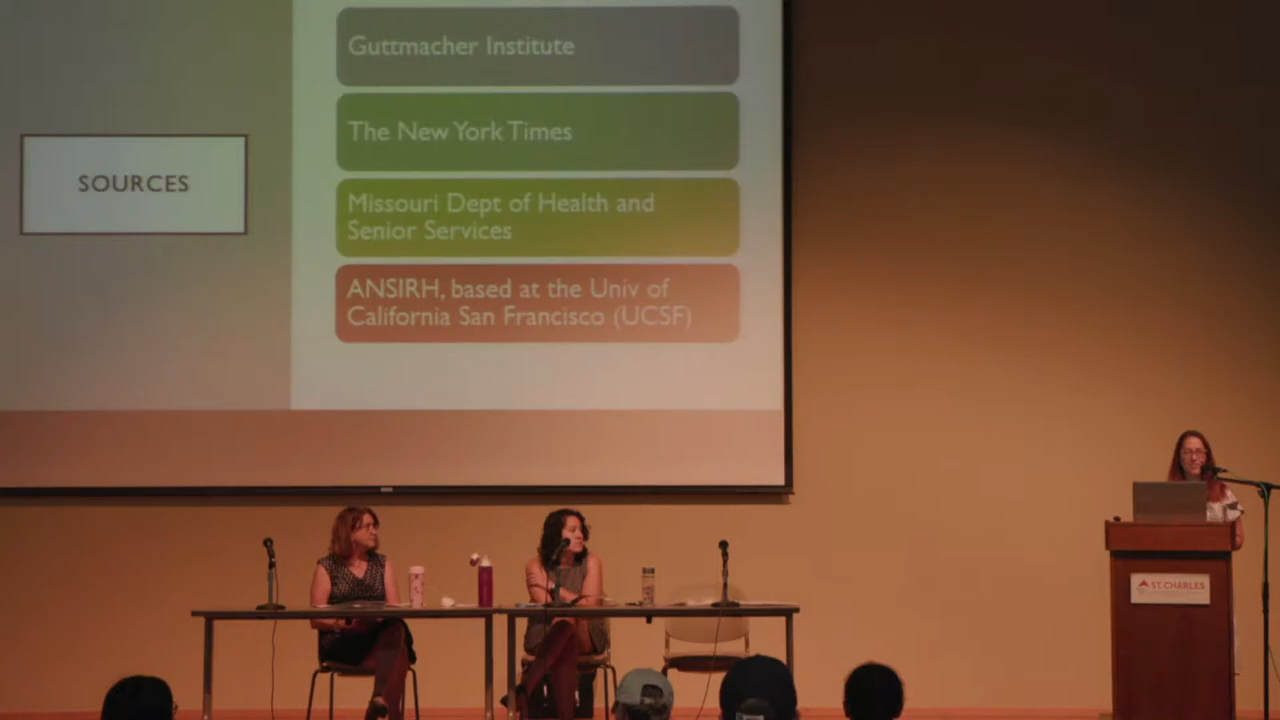 Guttmacher Institute
The New York Times
SOURCES
Missouri Dept of Health and
Senior Services
ANSIRH, based at the Univ of
California San Francisco (UCSF)
ST. CHARLES